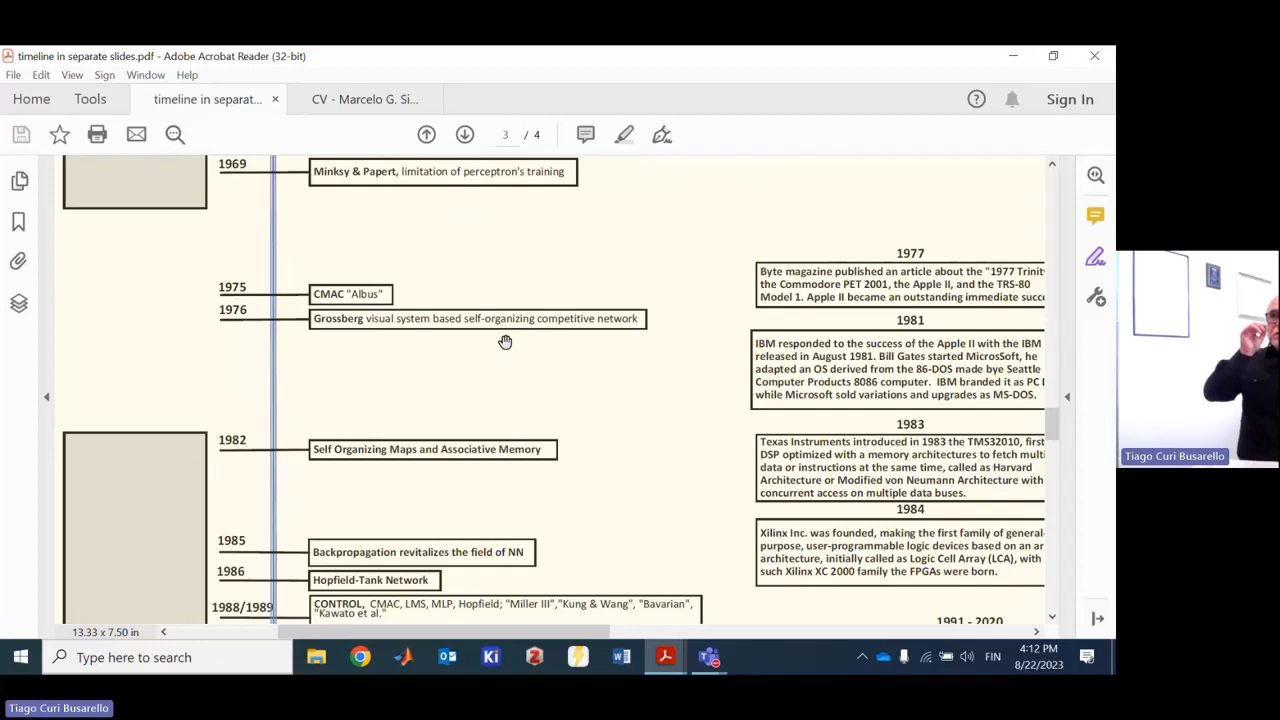 timeline in separate slides.pdf - Adobe Acrobat Reader (32-bit)
File Edit View Sign Window Help
Home Tools timeline in separat... × CV - Marcelo G. Si... Sign In
3 / 4
1969
Minksy & Papert, limitation of perceptron's training
1975
CMAC "Albus"
1976
Grossberg visual system based self-organizing competitive network
1982
Self Organizing Maps and Associative Memory
1985
Backpropagation revitalizes the field of NN
1986
Hopfield-Tank Network
1988/1989
CONTROL, CMAC, LMS, MLP, Hopfield; "Miller III","Kung & Wang", "Bavarian",
"Kawato et al."
1977
Byte magazine published an article about the "1977 Trinit
the Commodore PET 2001, the Apple II, and the TRS-80
Model 1. Apple II became an outstanding immediate succe
1981
IBM responded to the success of the Apple II with the IBM
released in August 1981. Bill Gates started MicrosSoft, he
adapted an OS derived from the 86-DOS made bye Seattle
Computer Products 8086 computer. IBM branded it as PC
while Microsoft sold variations and upgrades as MS-DOS.
1983
Texas Instruments introduced in 1983 the TMS32010, first
DSP optimized with a memory architectures to fetch multi
data or instructions at the same time, called as Harvard
Architecture or Modified von Neumann Architecture with
concurrent access on multiple data buses.
1984
Xilinx Inc. was founded, making the first family of general-
purpose, user-programmable logic devices based on an ar
architecture, initially called as Logic Cell Array (LCA), with
such Xilinx XC 2000 family the FPGAs were born.
1991 - 2020
13.33 x 7.50 in
Type here to search
Ki
FIN
4:12 PM
8/22/2023
Tiago Curi Busarello
Tiago Curi Busarello